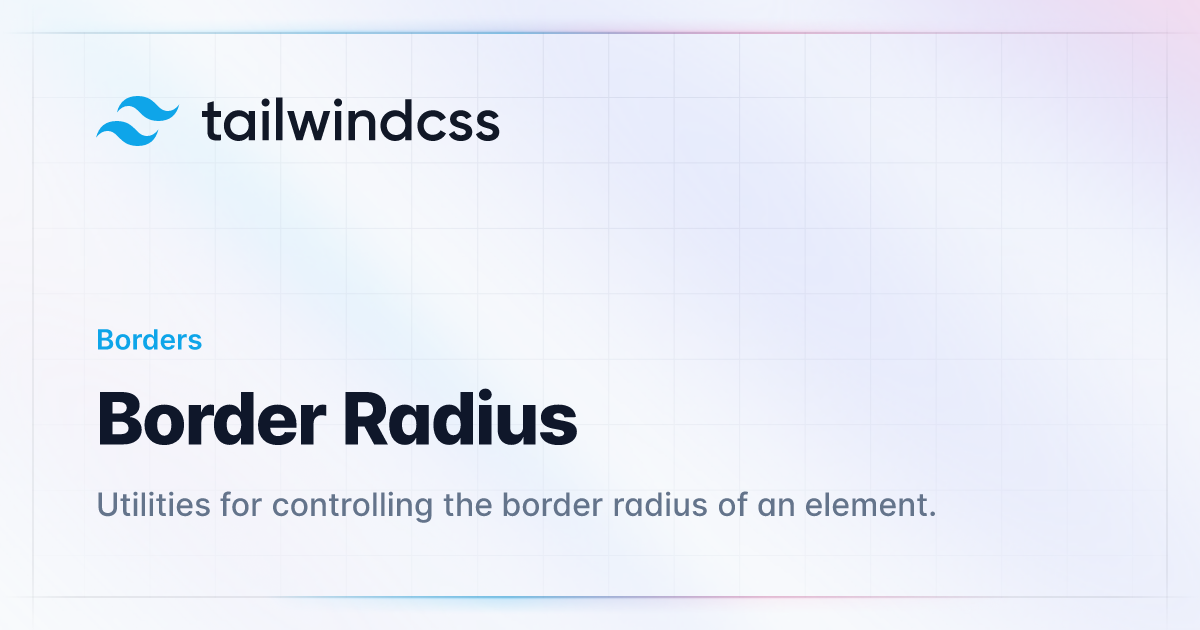 tailwindcss
Borders
Border Radius
Utilities for controlling the border radius of an element.